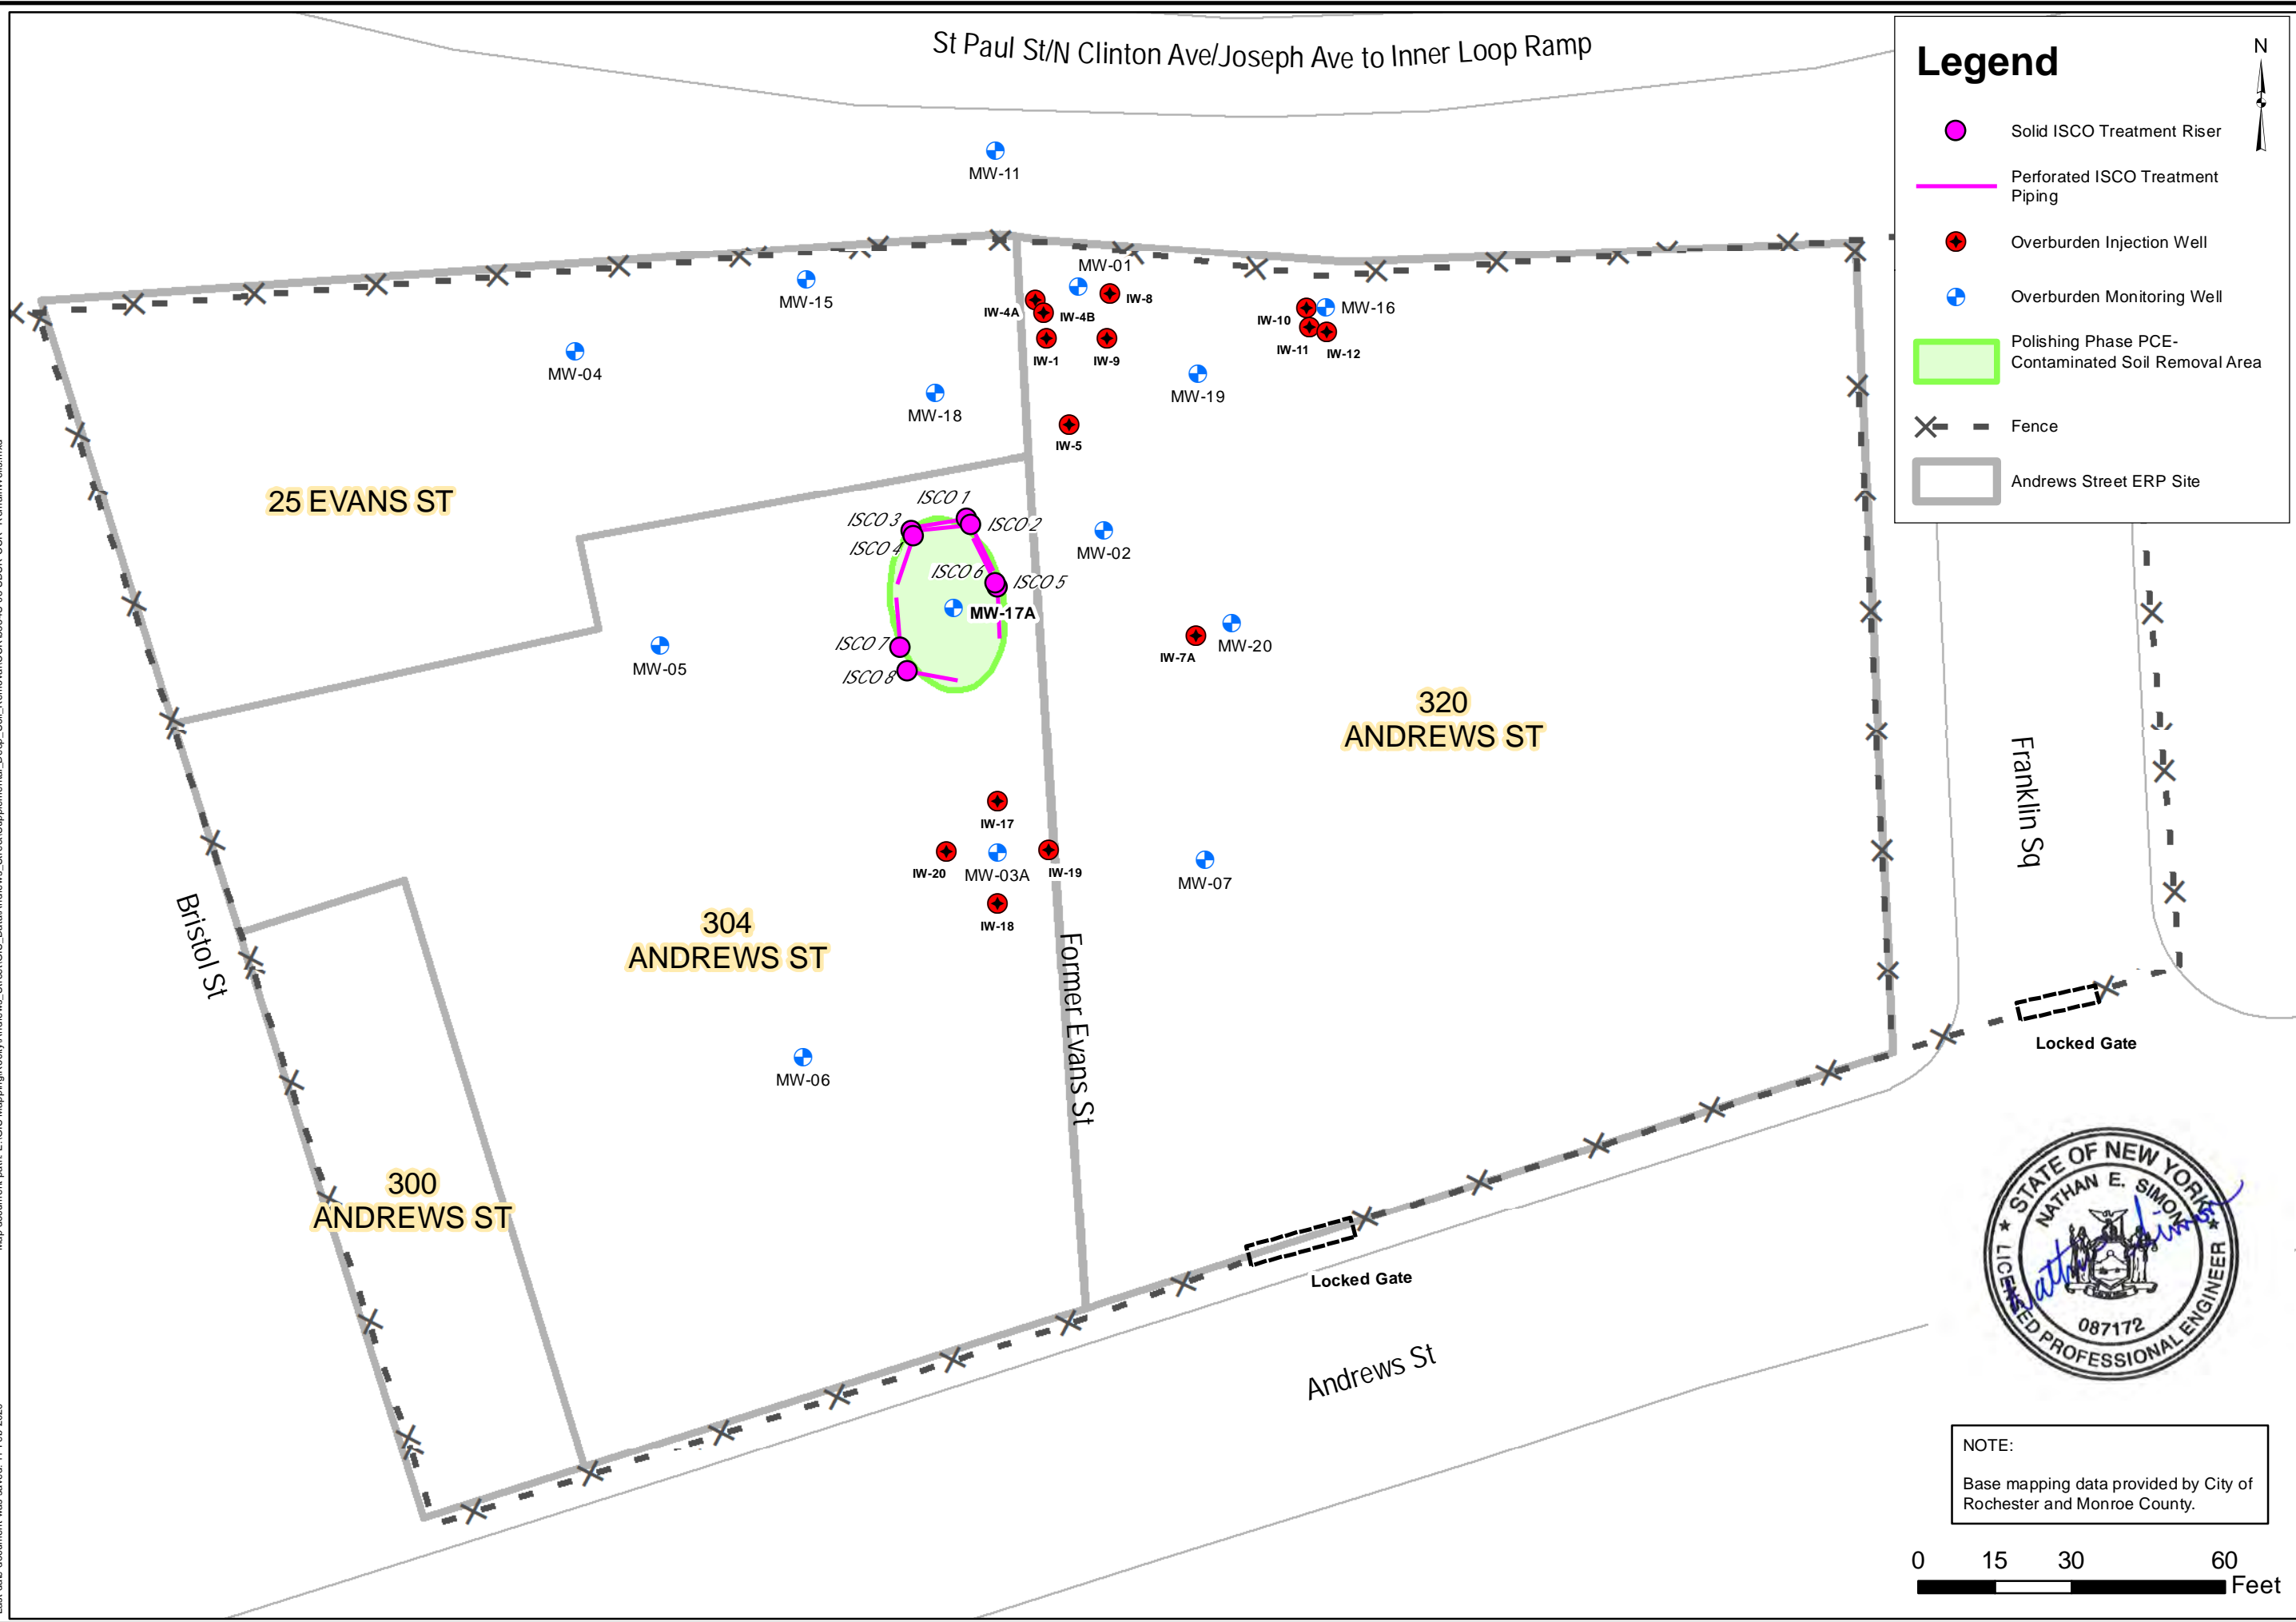 St Paul St/N Clinton Ave/Joseph Ave to Inner Loop Ramp
Legend
N
Solid ISCO Treatment Riser
Perforated ISCO Treatment
Piping
Overburden Injection Well
Overburden Monitoring Well
Polishing Phase PCE-
Contaminated Soil Removal Area
Fence
Andrews Street ERP Site
MW-11
MW-01
MW-15
IW-4A
IW-4B
IW-8
IW-10
MW-16
IW-1
IW-9
IW-11
IW-12
MW-04
MW-18
MW-19
IW-5
25 EVANS ST
ISCO 1
ISCO 3
ISCO 2
ISCO 4
MW-02
ISCO 6
ISCO 5
MW-17A
ISCO 7
MW-05
MW-20
IW-7A
ISCO 8
320
ANDREWS ST
Franklin Sq
IW-17
IW-20
MW-03A
IW-19
MW-07
IW-18
304
ANDREWS ST
Bristol St
Former Evans St
Locked Gate
MW-06
300
ANDREWS ST
Locked Gate
Andrews St
STATE OF NEW YORK
NATHAN E. SIMON
087172
LICENSED PROFESSIONAL ENGINEER
NOTE:
Base mapping data provided by City of
Rochester and Monroe County.
0 15 30 60
Feet